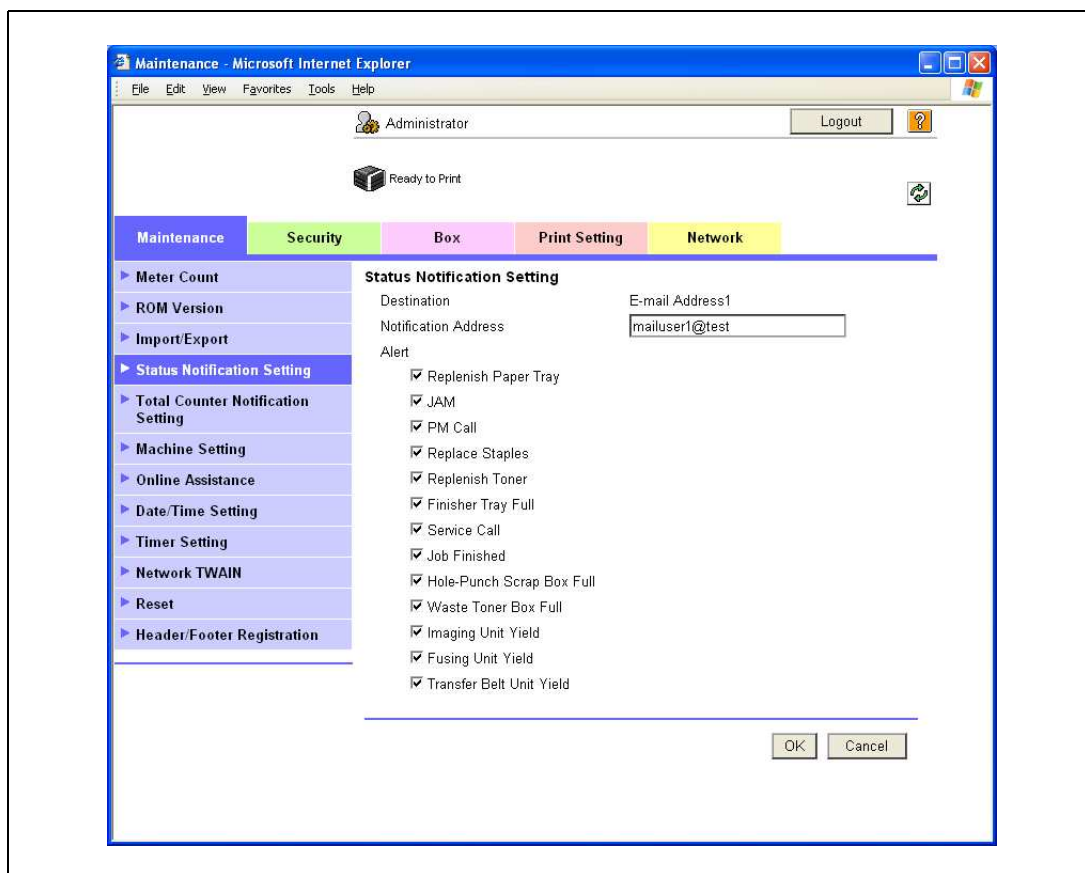 Maintenance - Microsoft Internet Explorer
File Edit View Favorites Tools Help
Administrator
Logout
?
Ready to Print
Maintenance Security Box Print Setting Network
Meter Count
ROM Version
Import/Export
Status Notification Setting
Total Counter Notification
Setting
Machine Setting
Online Assistance
Date/Time Setting
Timer Setting
Network TWAIN
Reset
Header/Footer Registration
Status Notification Setting
Destination E-mail Address1
Notification Address mailuser1@test
Alert
Replenish Paper Tray
JAM
PM Call
Replace Staples
Replenish Toner
Finisher Tray Full
Service Call
Job Finished
Hole-Punch Scrap Box Full
Waste Toner Box Full
Imaging Unit Yield
Fusing Unit Yield
Transfer Belt Unit Yield
OK Cancel